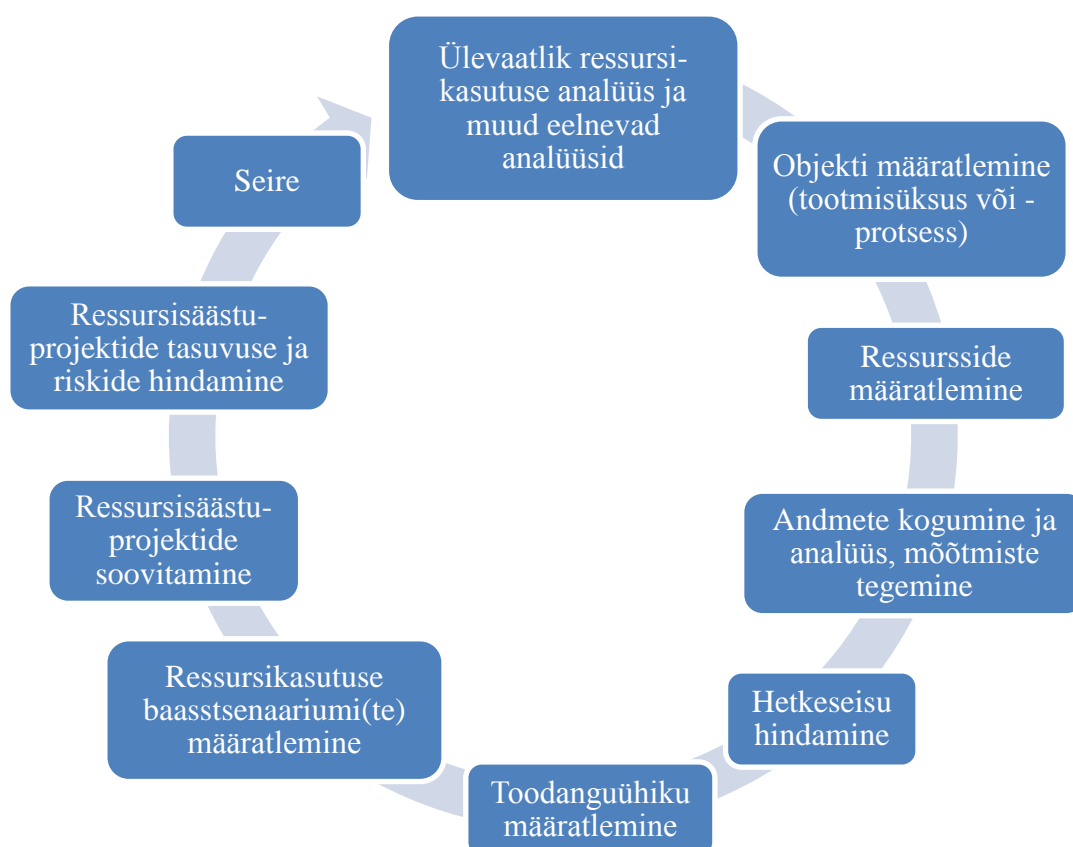 Ülevaatlik ressursi-
kasutuse analüüs ja
muud eelnevad
analüüsid
Objekti määratlemine
(tootmisüksus või -
protsess)
Ressursside
määratlemine
Andmete kogumine ja
analüüs, mõõtmiste
tegemine
Hetkeseisu
hindamine
Toodanguühiku
määratlemine
Ressursikasutuse
baasstsenaariumi(te)
määratlemine
Ressursisäästu-
projektide
soovitamine
Ressursisäästu-
projektide tasuvuse ja
riskide hindamine
Seire